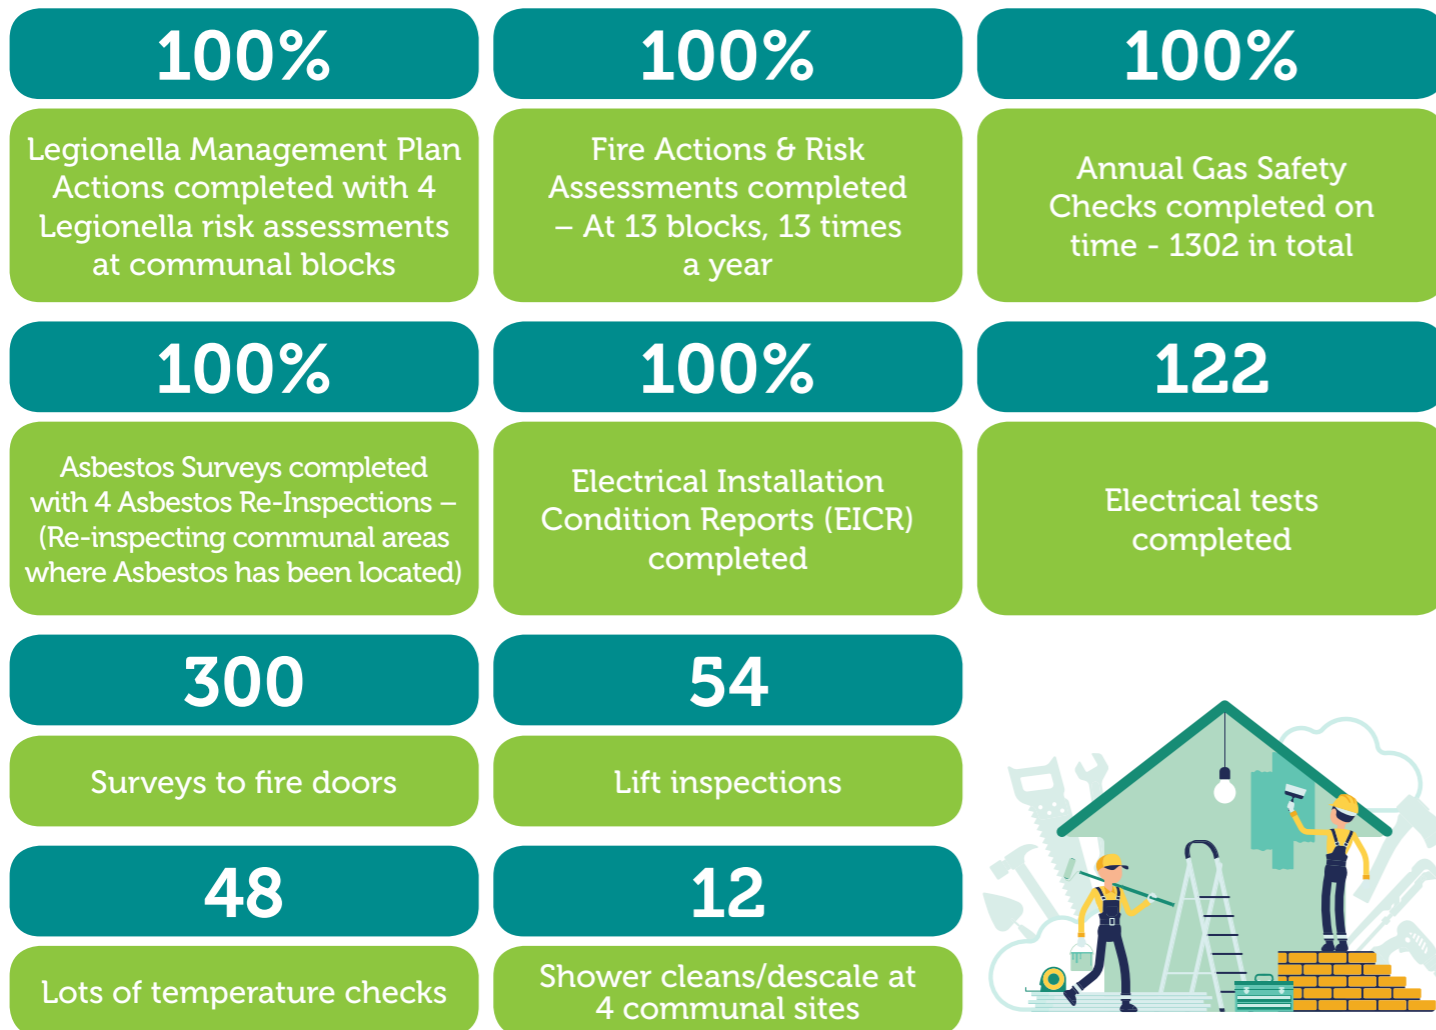 100%
Legionella Management Plan
Actions completed with 4
Legionella risk assessments
at communal blocks
100%
Fire Actions & Risk
Assessments completed
– At 13 blocks, 13 times
a year
100%
Annual Gas Safety
Checks completed on
time - 1302 in total
100%
Asbestos Surveys completed
with 4 Asbestos Re-Inspections –
(Re-inspecting communal areas
where Asbestos has been located)
100%
Electrical Installation
Condition Reports (EICR)
completed
122
Electrical tests
completed
300
Surveys to fire doors
54
Lift inspections
48
Lots of temperature checks
12
Shower cleans/descale at
4 communal sites